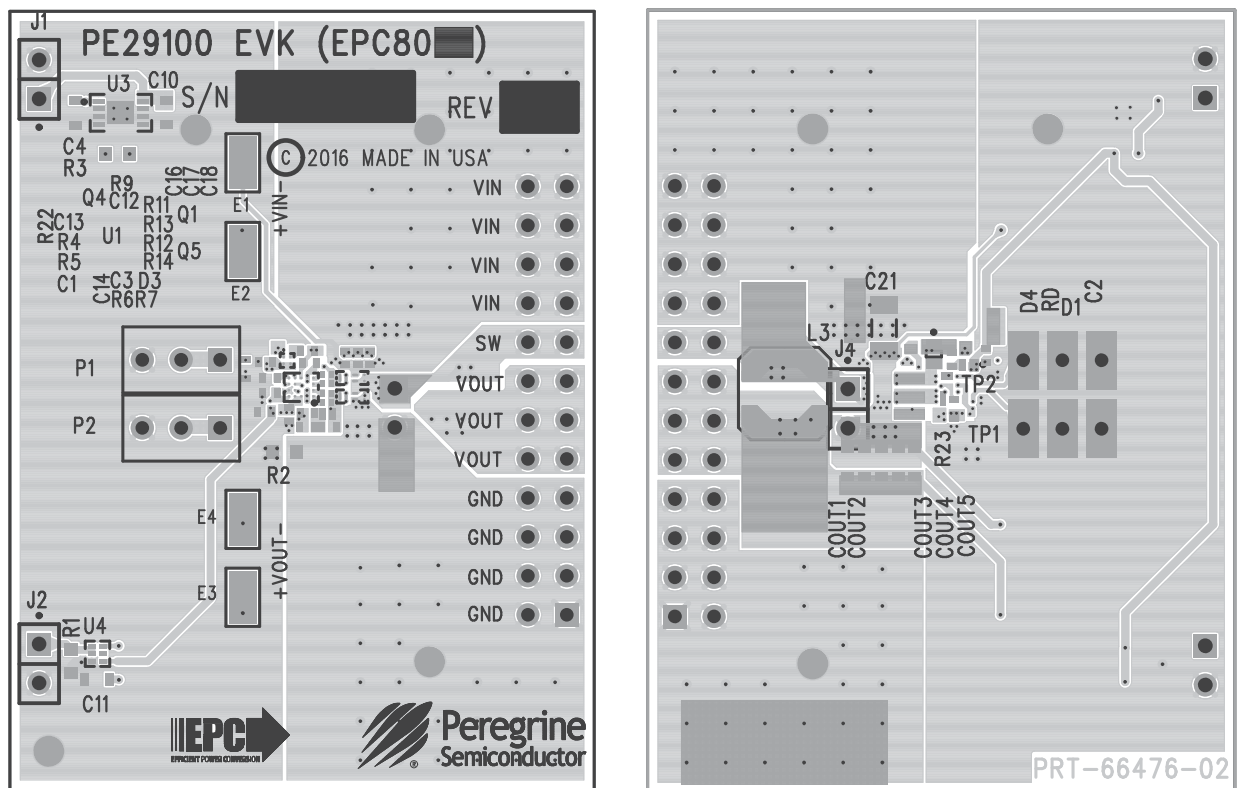 J1
PE29100 EVK (EPC80 )
U3
C10
S/N
REV
C4
R3
© 2016 MADE IN USA
R9
C16
C17
C18
VIN
Q4
C12
R11
Q1
E1
+VIN-
R22
C13
R13
VIN
R4
U1
R12
Q5
R5
R14
VIN
C1
C14
C3
D3
R6
R7
E2
VIN
SW
P1
VOUT
P2
VOUT
R2
VOUT
GND
E4
GND
+VOUT-
GND
E3
J2
GND
R1
U4
C11
EPC
EFFICIENT POWER CONVERSION
Peregrine
Semiconductor
®
C21
D4
RD
D1
C2
L3
J4
TP2
TP1
R23
COUT1
COUT2
COUT3
COUT4
COUT5
PRT-66476-02